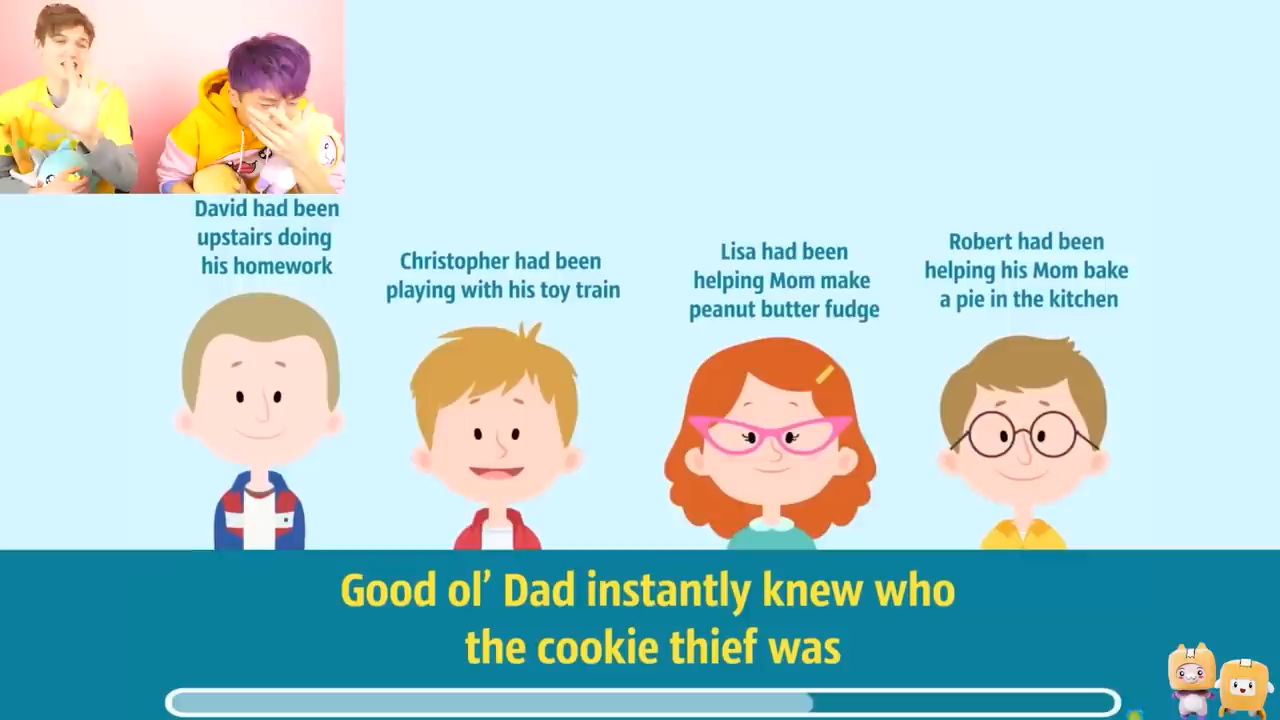 David had been
upstairs doing
his homework
Christopher had been
playing with his toy train
Lisa had been
helping Mom make
peanut butter fudge
Robert had been
helping his Mom bake
a pie in the kitchen
Good ol’ Dad instantly knew who
the cookie thief was